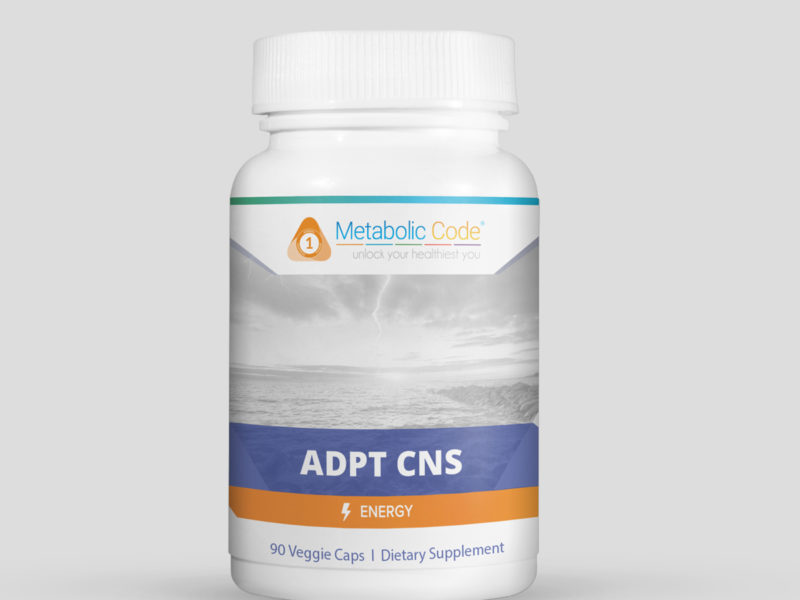 1
Metabolic Code®
unlock your healthiest you
ADPT CNS
ENERGY
90 Veggie Caps | Dietary Supplement